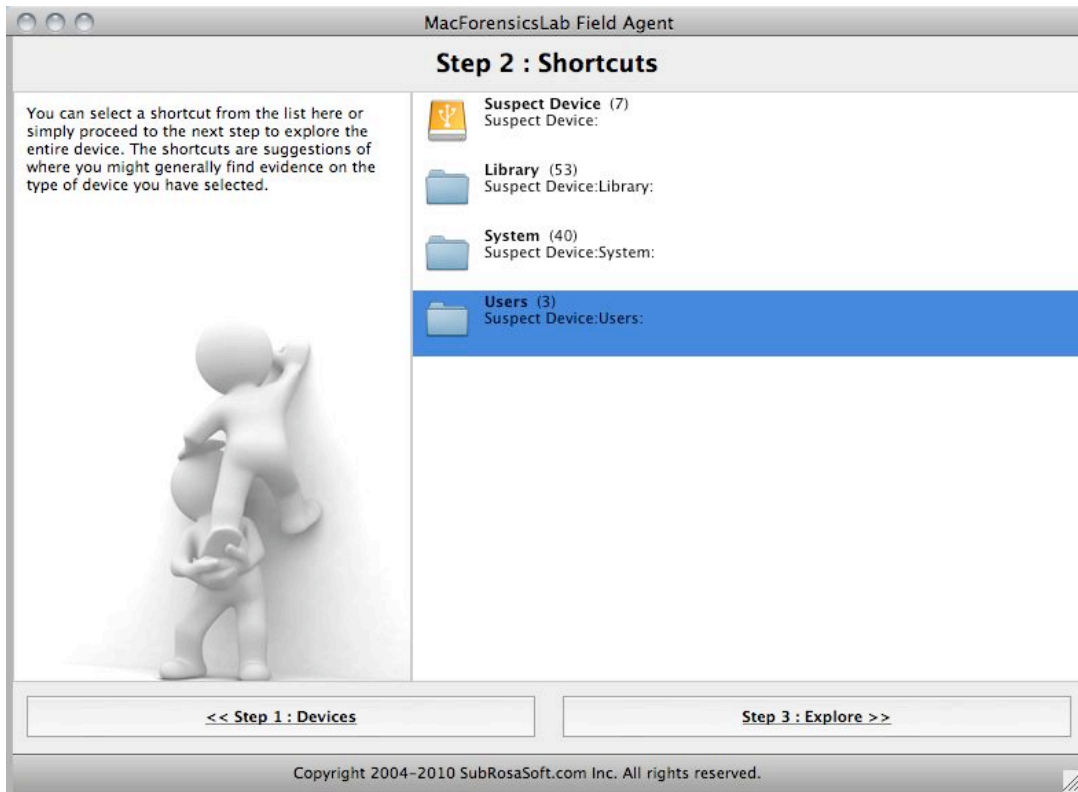 MacForensicsLab Field Agent
Step 2 : Shortcuts
You can select a shortcut from the list here or
simply proceed to the next step to explore the
entire device. The shortcuts are suggestions of
where you might generally find evidence on the
type of device you have selected.
Suspect Device (7)
Suspect Device:
Library (53)
Suspect Device:Library:
System (40)
Suspect Device:System:
Users (3)
Suspect Device:Users:
<< Step 1 : Devices
Step 3 : Explore >>
Copyright 2004-2010 SubRosaSoft.com Inc. All rights reserved.